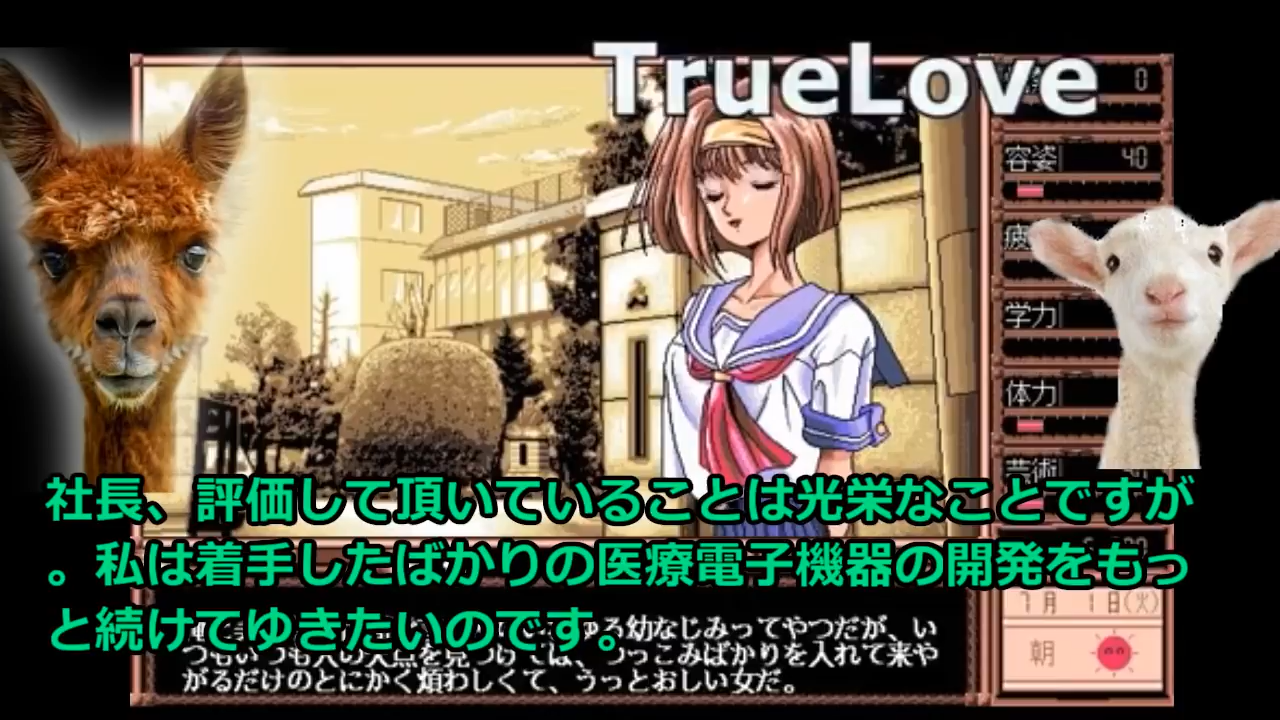 TrueLove
0
容姿 40
疲
学力
体力
芸術
社長、評価して頂いていることは光栄なことですが
。私は着手したばかりの医療電子機器の開発をもっ
と続けてゆきたいのです。
7月 1日(火)
朝
ゆる幼なじみってやつだが、い
つもいつも人の欠点を見つけては、つっこみばかりを入れて来や
がるだけのとにかく煩わしくて、うっとおしい女だ。